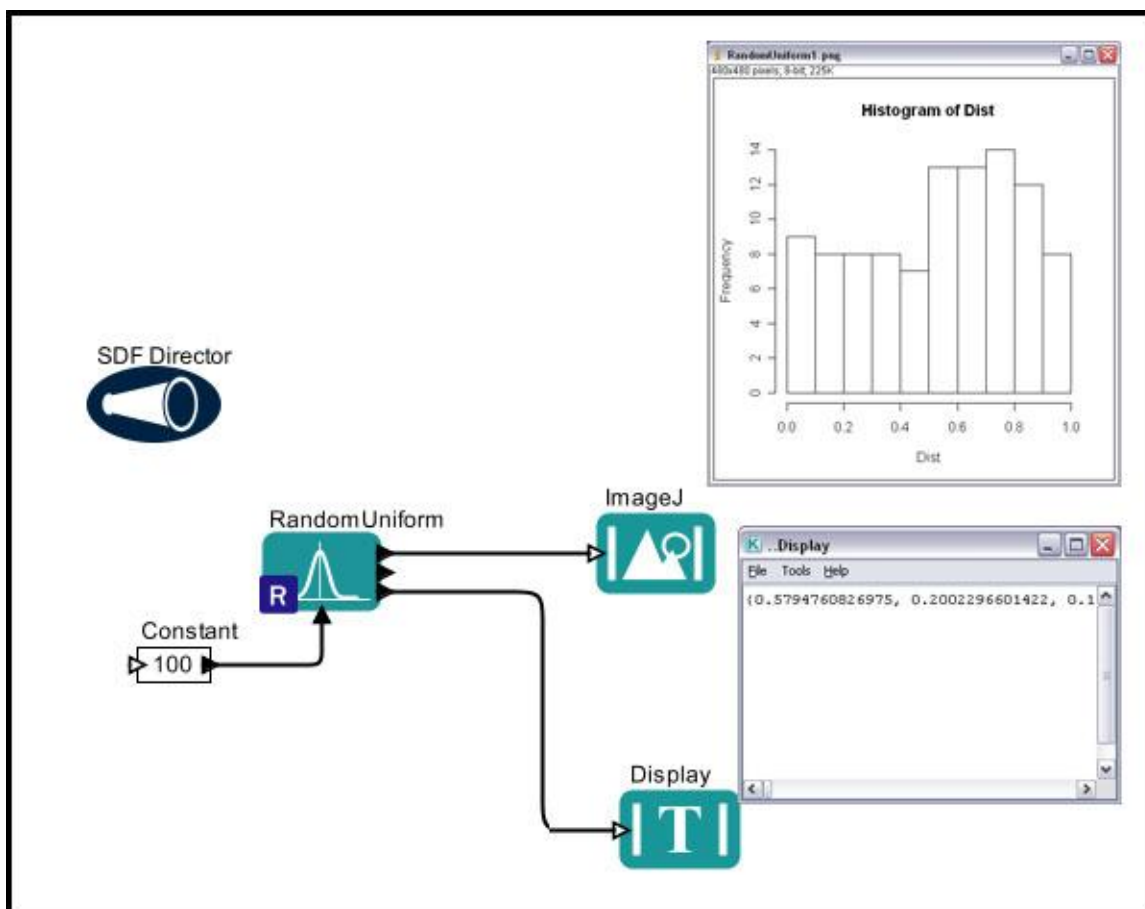 RandomUniform1.png
480x480 pixels; 8-bit; 225K
Histogram of Dist
Frequency
0 2 4 6 8 10 12 14
0.0 0.2 0.4 0.6 0.8 1.0
Dist
SDF Director
RandomUniform
R
ImageJ
Constant
100
..Display
File Tools Help
{0.5794760826975, 0.2002296601422, 0.1
Display
T
K